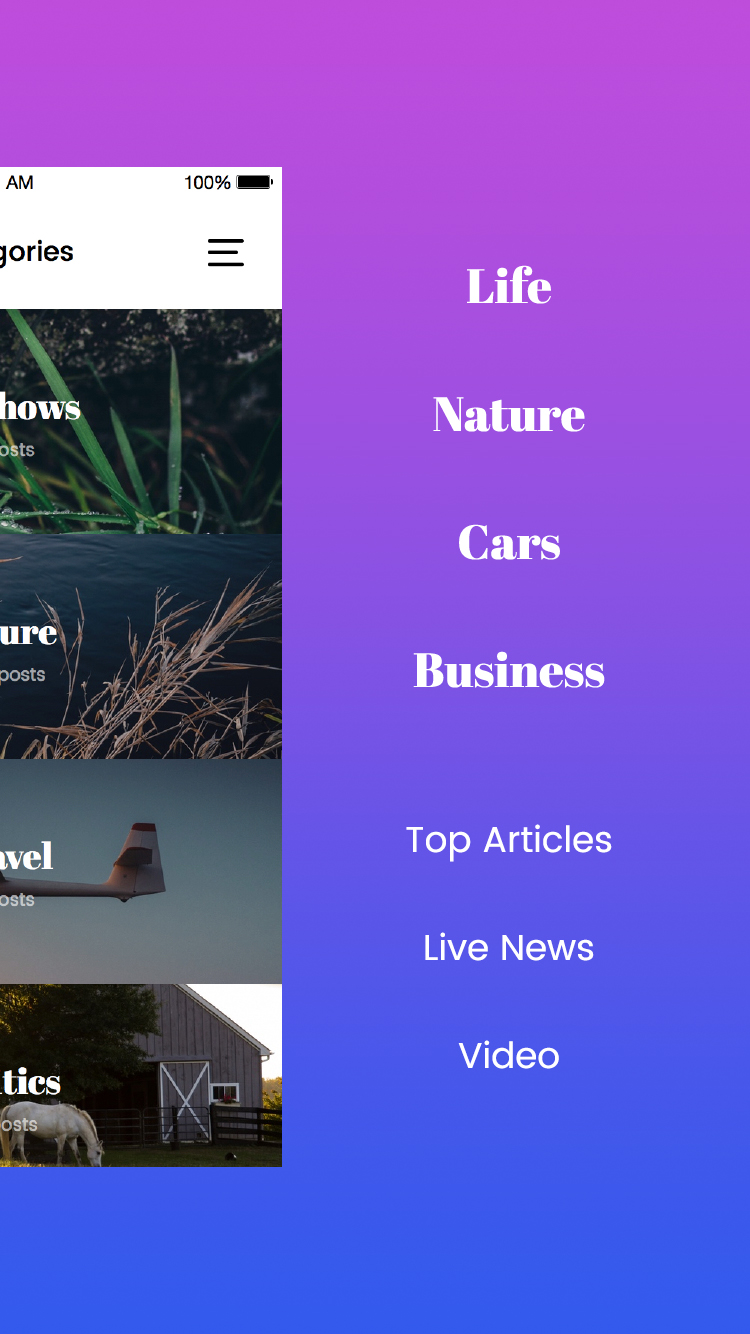 AM 100%
gories
hows
osts
ure
posts
avel
osts
tics
osts
Life
Nature
Cars
Business
Top Articles
Live News
Video